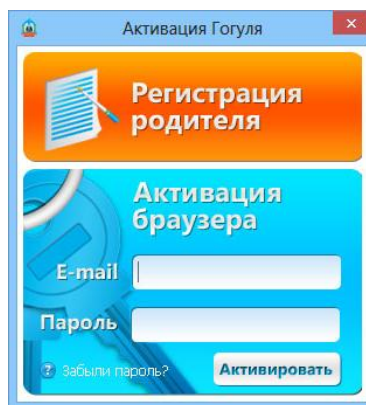 Активация Гогуля
Регистрация
родителя
Активация
браузера
E-mail
Пароль
Забыли пароль?
Активировать